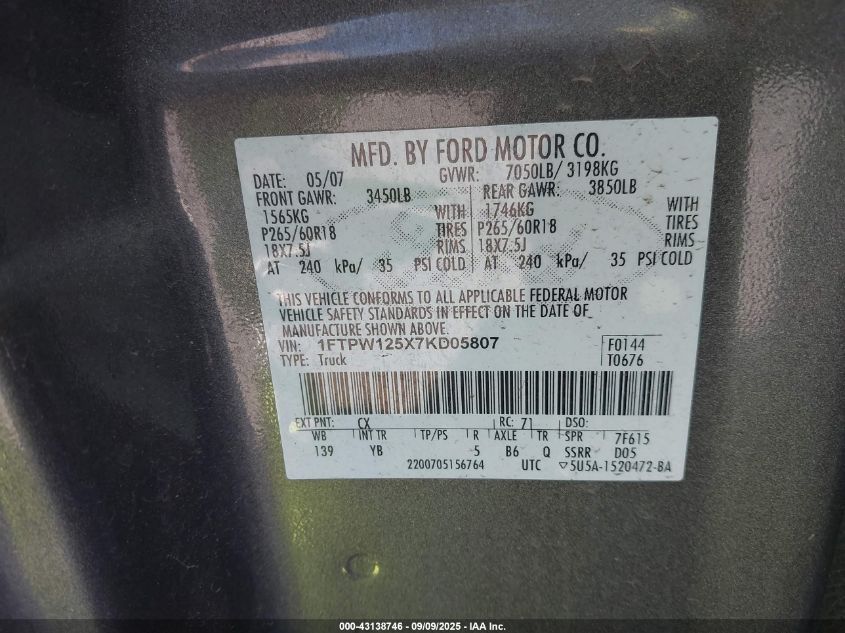 MFD. BY FORD MOTOR CO.
DATE: 05/07 GVWR: 7050LB/ 3198KG
FRONT GAWR: 3450LB REAR GAWR: 3850LB
1565KG WITH 1746KG WITH
P265/60R18 TIRES P265/60R18 TIRES
18X7.5J RIMS 18X7.5J RIMS
AT 240 kPa/ 35 PSI COLD AT 240 kPa/ 35 PSI COLD
THIS VEHICLE CONFORMS TO ALL APPLICABLE FEDERAL MOTOR
VEHICLE SAFETY STANDARDS IN EFFECT ON THE DATE OF
MANUFACTURE SHOWN ABOVE.
VIN: 1FTPW125X7KD05807 F0144
TYPE: Truck T0676
EXT PNT: CX RC: 71 DSO:
WB INT TR TP/PS R AXLE TR SPR 7F615
139 YB 5 B6 Q SSRR D05
2200705156764 UTC ▽5U5A-1520472-BA
000-43138746 - 09/09/2025 - IAA Inc.